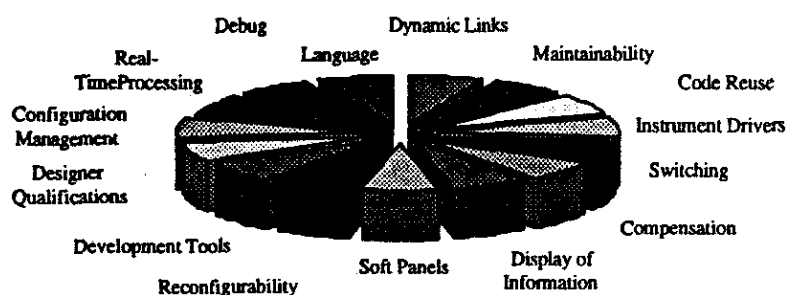 Debug
Dynamic Links
Real-
TimeProcessing
Language
Maintainability
Code Reuse
Configuration
Management
Instrument Drivers
Designer
Qualifications
Switching
Compensation
Development Tools
Soft Panels
Display of
Information
Reconfigurability